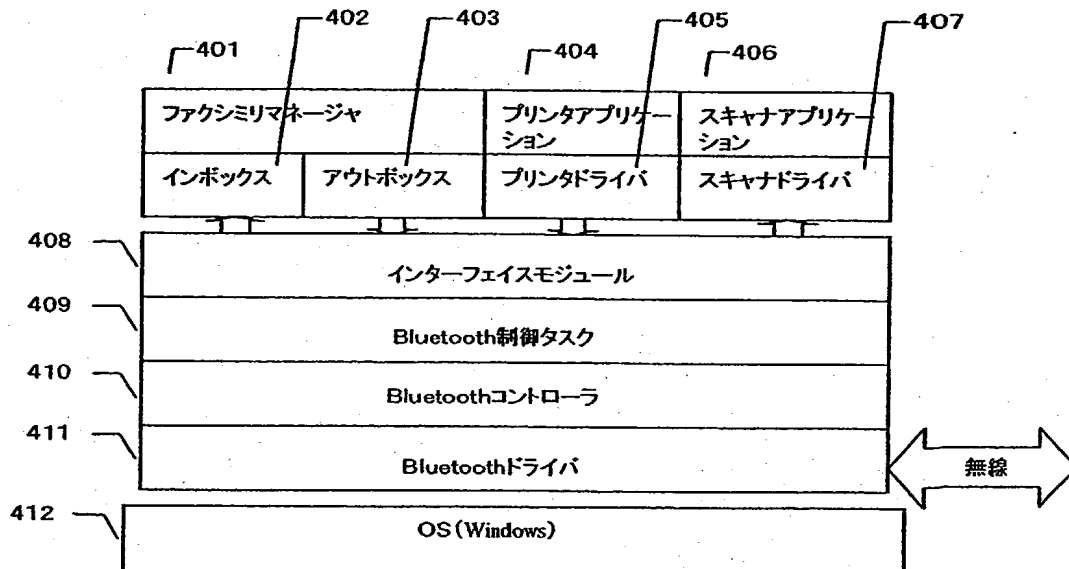 402
403
405
407
401
404
406
ファクシミリマネージャ
プリンタアプリケー
ション
スキャナアプリケー
ション
インボックス
アウトボックス
プリンタドライバ
スキャナドライバ
408
インターフェイスモジュール
409
Bluetooth制御タスク
410
Bluetoothコントローラ
411
Bluetoothドライバ
無線
412
OS(Windows)